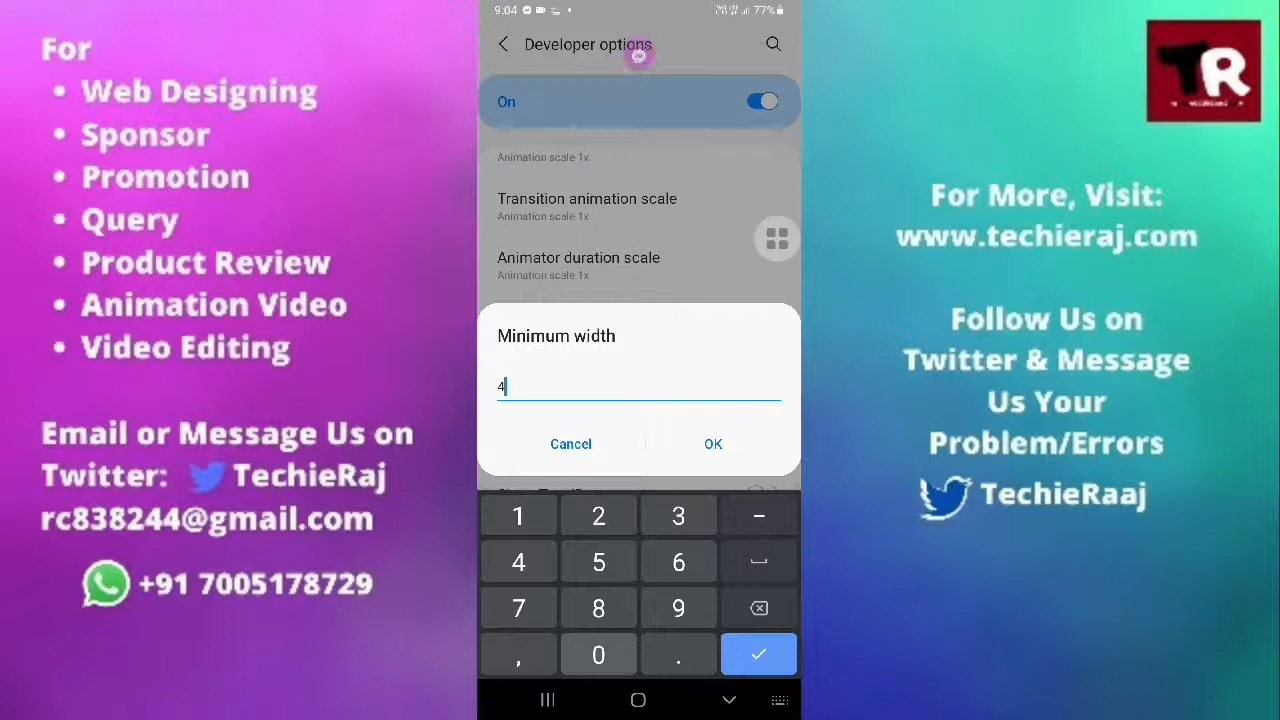 For
• Web Designing
• Sponsor
• Promotion
• Query
• Product Review
• Animation Video
• Video Editing
Email or Message Us on
Twitter: TechieRaj
rc838244@gmail.com
+91 7005178729
9.04
77%
Developer options
On
Animation scale 1x
Transition animation scale
Animation scale 1x
Animator duration scale
Animation scale 1x
Minimum width
4
Cancel
OK
1 2 3 -
4 5 6
7 8 9
, 0 .
TR
For More, Visit:
www.techieraj.com
Follow Us on
Twitter & Message
Us Your
Problem/Errors
TechieRaaj